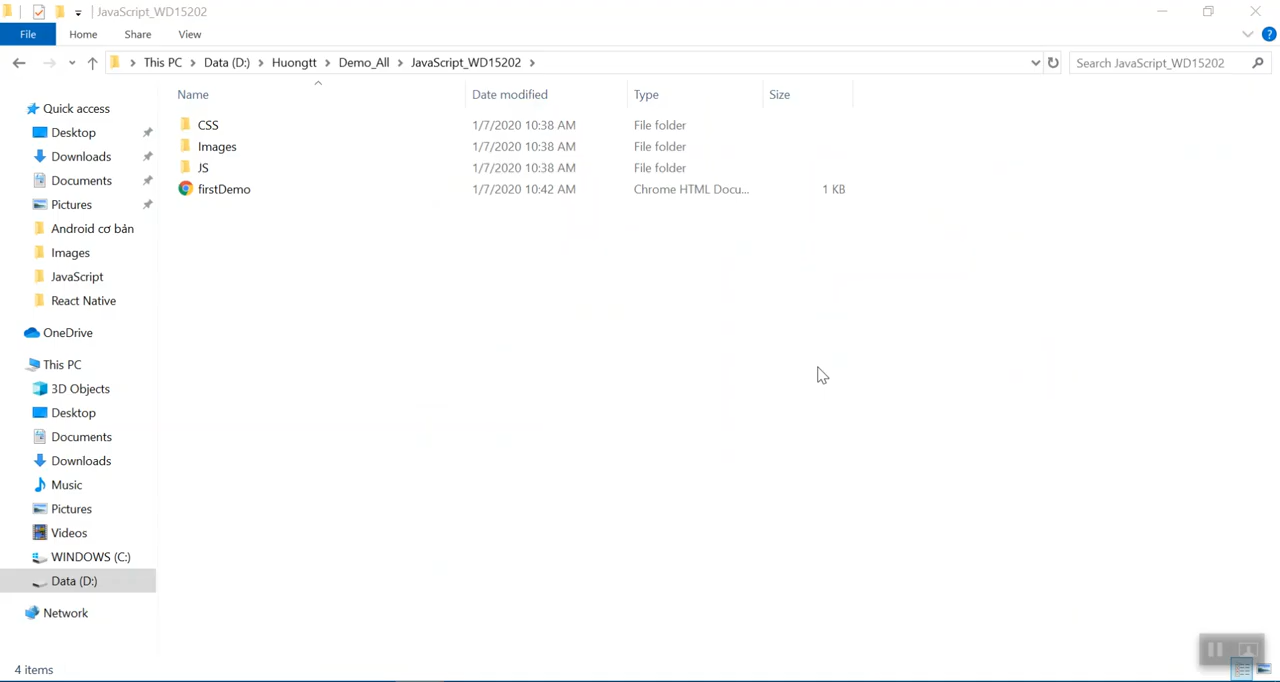 JavaScript_WD15202
File Home Share View
This PC Data (D:) Huongtt Demo_All JavaScript_WD15202 Search JavaScript_WD15202
Name Date modified Type Size
CSS 1/7/2020 10:38 AM File folder
Images 1/7/2020 10:38 AM File folder
JS 1/7/2020 10:38 AM File folder
firstDemo 1/7/2020 10:42 AM Chrome HTML Docu... 1 KB
Quick access
Desktop
Downloads
Documents
Pictures
Android cơ bản
Images
JavaScript
React Native
OneDrive
This PC
3D Objects
Desktop
Documents
Downloads
Music
Pictures
Videos
WINDOWS (C:)
Data (D:)
Network
4 items